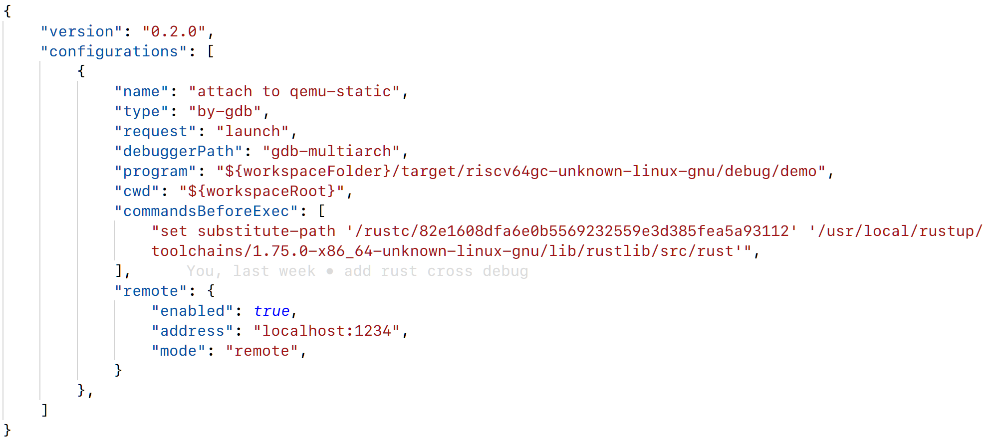 {
    "version": "0.2.0",
    "configurations": [
        {
            "name": "attach to qemu-static",
            "type": "by-gdb",
            "request": "launch",
            "debuggerPath": "gdb-multiarch",
            "program": "${workspaceFolder}/target/riscv64gc-unknown-linux-gnu/debug/demo",
            "cwd": "${workspaceRoot}",
            "commandsBeforeExec": [
                "set substitute-path '/rustc/82e1608dfa6e0b5569232559e3d385fea5a93112' '/usr/local/rustup/
                toolchains/1.75.0-x86_64-unknown-linux-gnu/lib/rustlib/src/rust'",
            ],      You, last week • add rust cross debug
            "remote": {
                "enabled": true,
                "address": "localhost:1234",
                "mode": "remote",
            }
        },
    ]
}